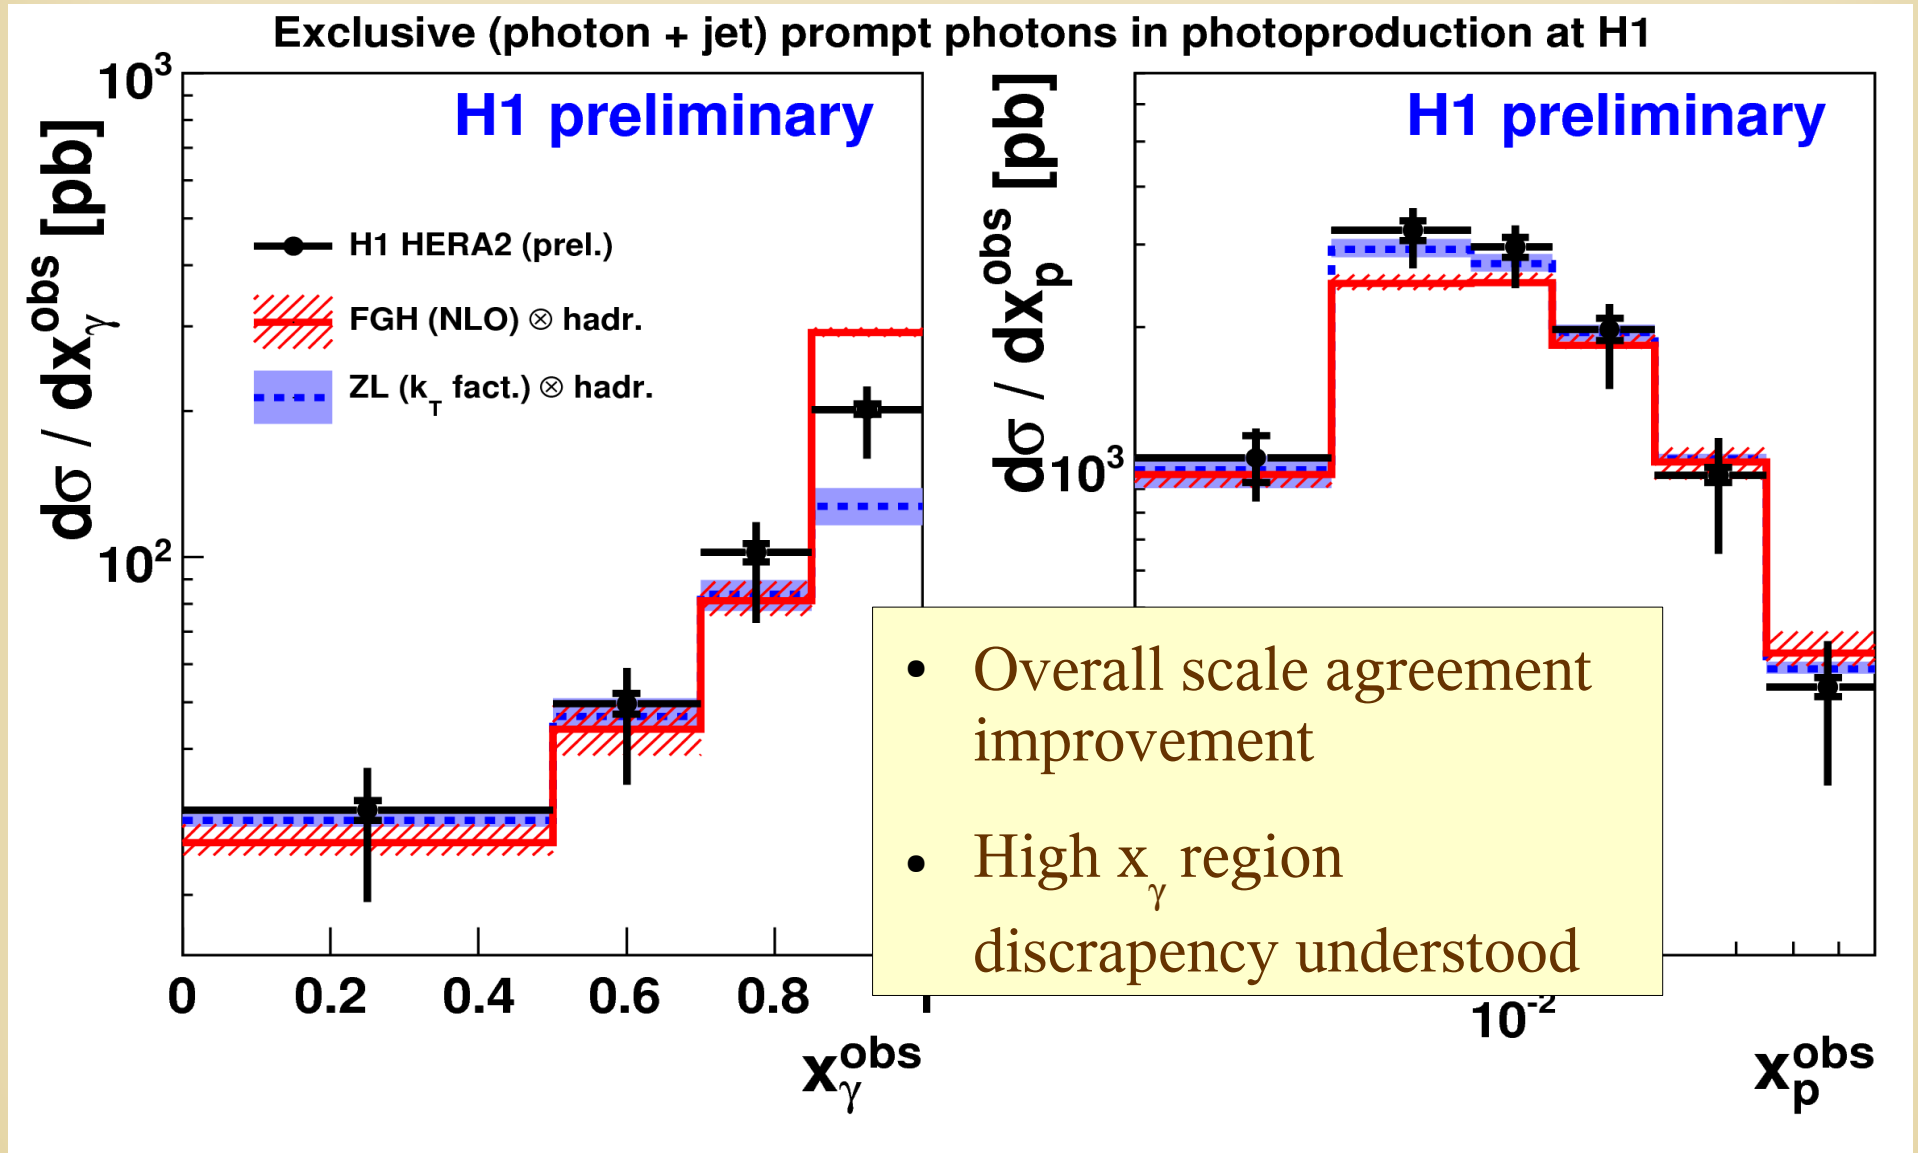 Exclusive (photon + jet) prompt photons in photoproduction at H1
H1 preliminary
dσ / dx_γ^obs [pb]
10³
10²
H1 HERA2 (prel.)
FGH (NLO) ⊗ hadr.
ZL (k_T fact.) ⊗ hadr.
0 0.2 0.4 0.6 0.8 1
x_γ^obs
H1 preliminary
dσ / dx_p^obs [pb]
10³
10⁻²
x_p^obs
• Overall scale agreement
improvement
• High x_γ region
discrapency understood